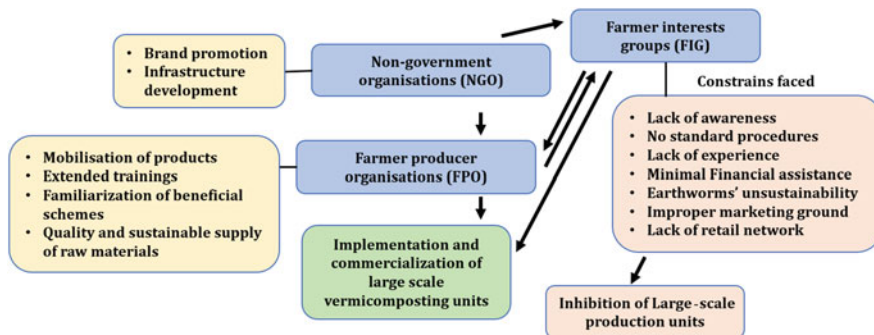 • Brand promotion
• Infrastructure
development
Non-government
organisations (NGO)
Farmer interests
groups (FIG)
Constrains faced
• Lack of awareness
• No standard procedures
• Lack of experience
• Minimal Financial assistance
• Earthworms' unsustainability
• Improper marketing ground
• Lack of retail network
• Mobilisation of products
• Extended trainings
• Familiarization of beneficial
schemes
• Quality and sustainable supply
of raw materials
Farmer producer
organisations (FPO)
Implementation and
commercialization of
large scale
vermicomposting units
Inhibition of Large-scale
production units